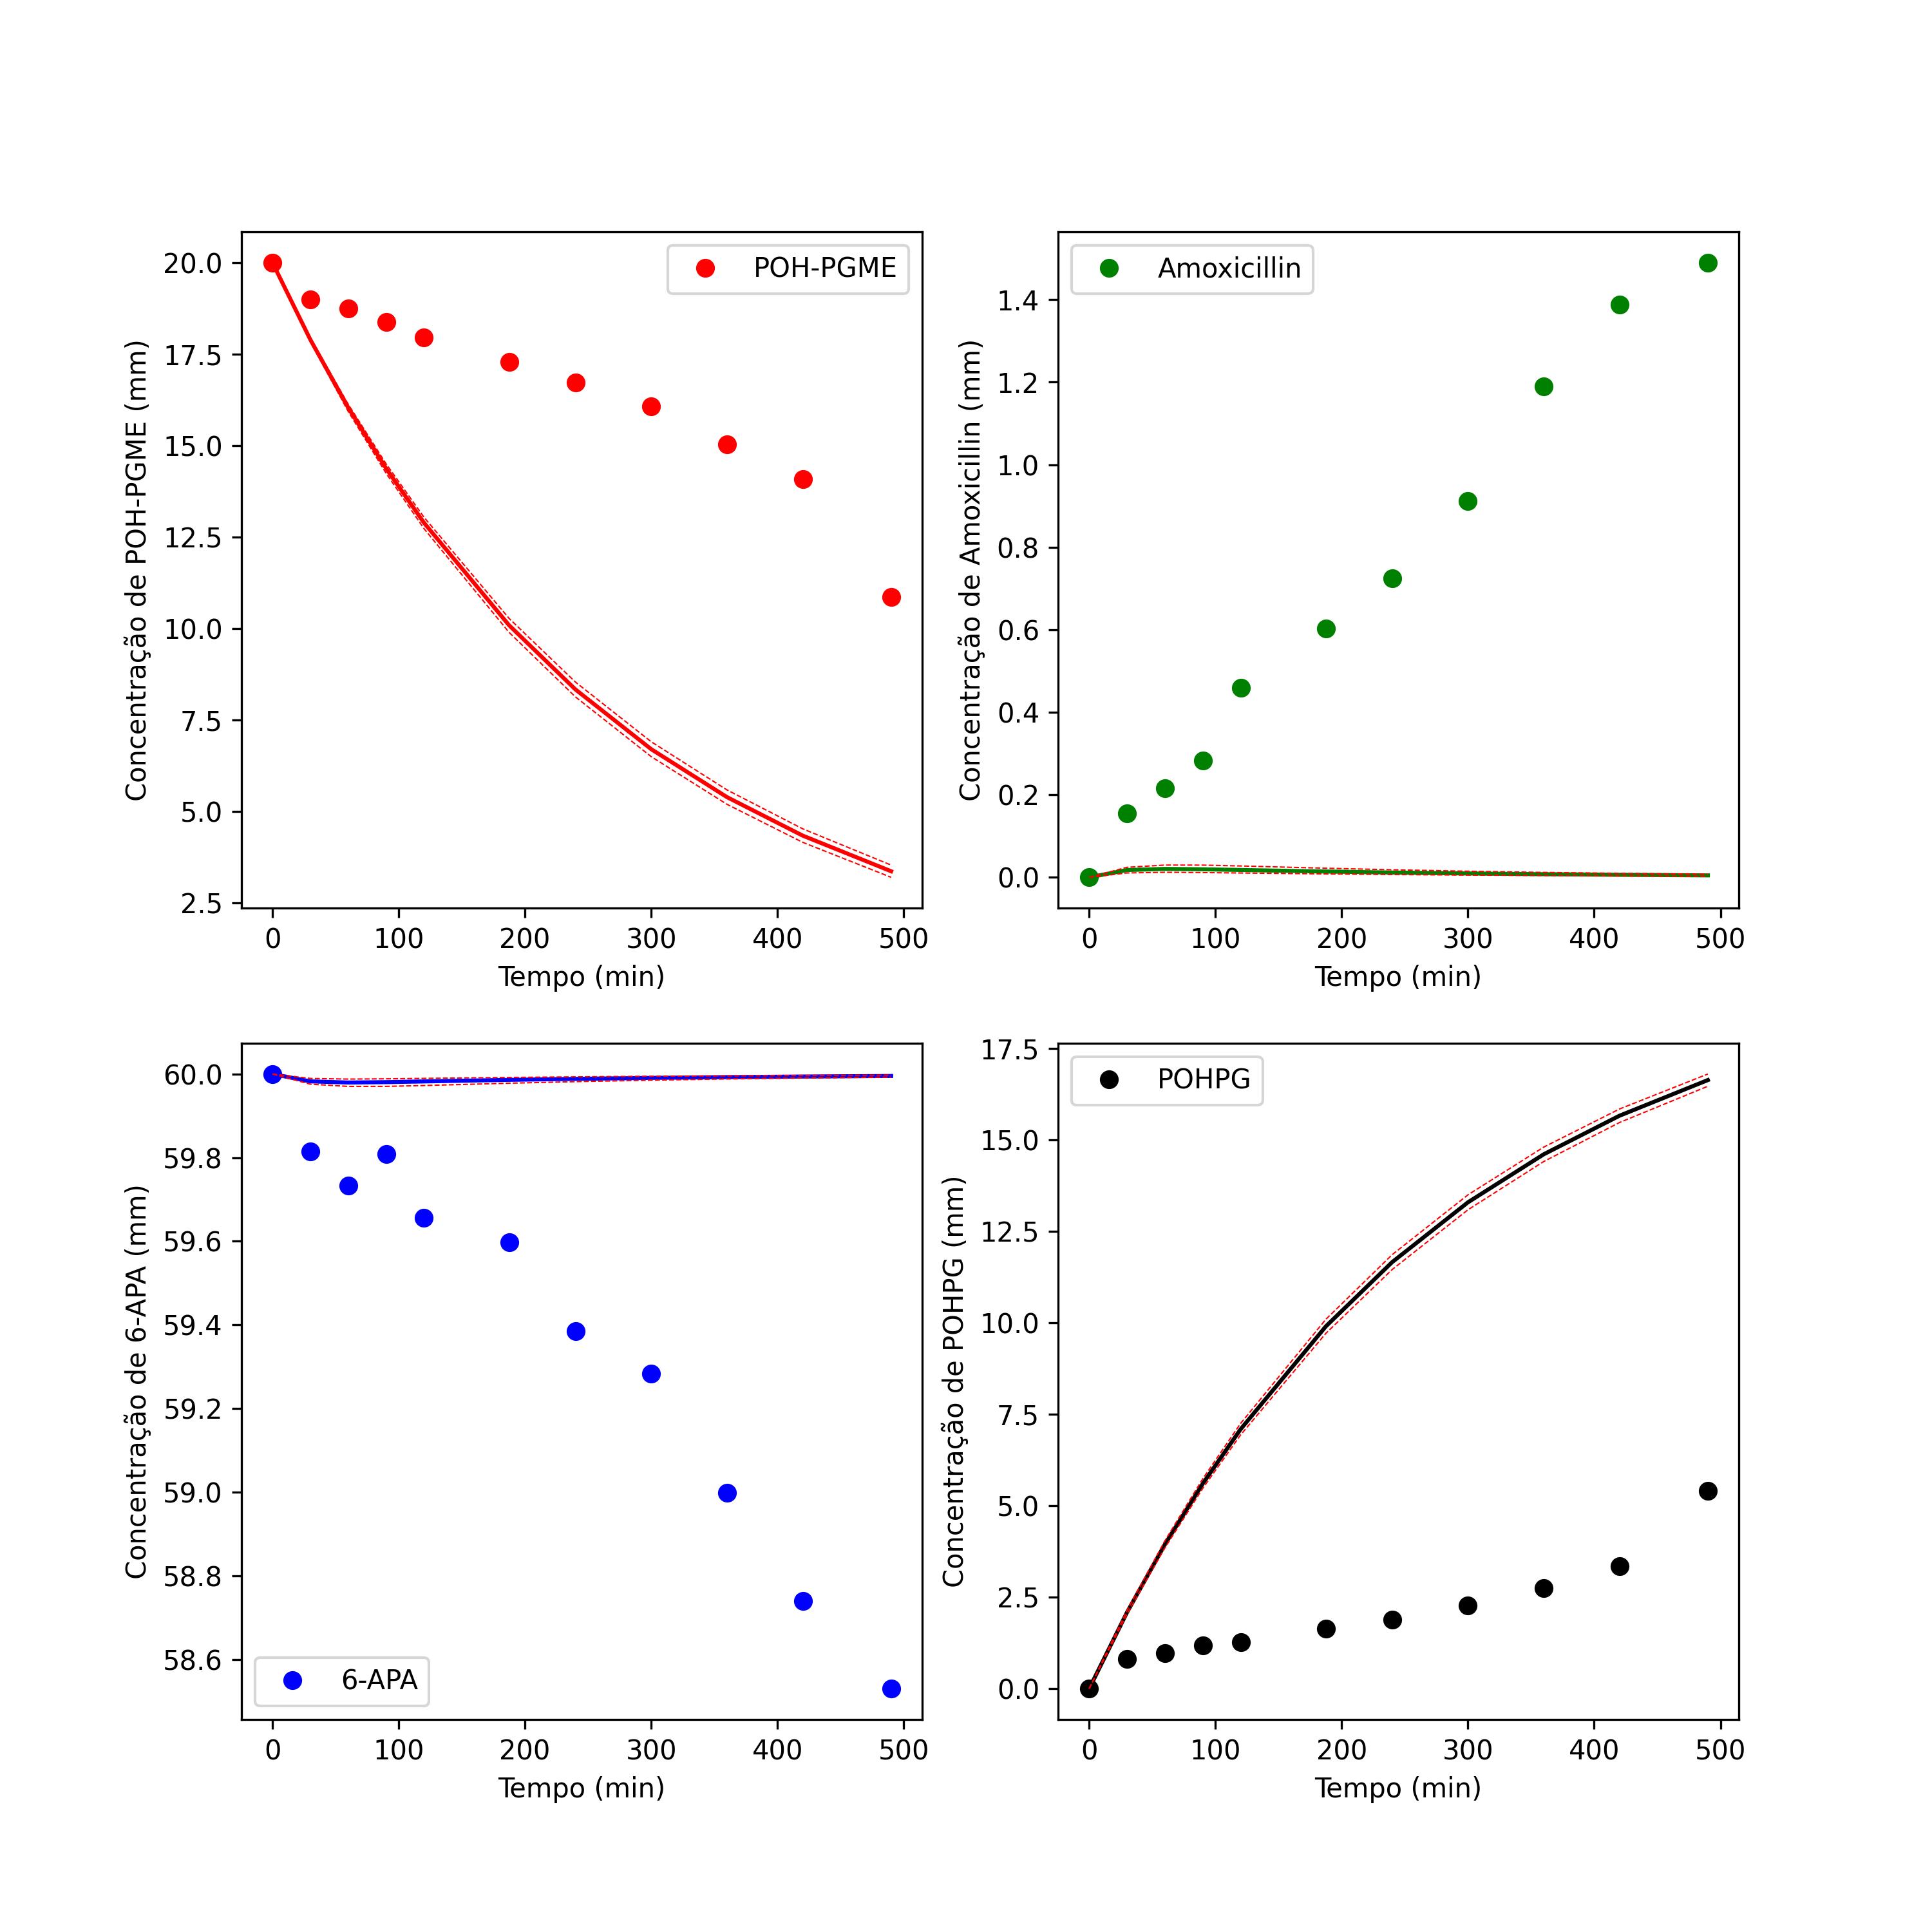 POH-PGME
20.0
17.5
15.0
12.5
10.0
7.5
5.0
2.5
Concentração de POH-PGME (mm)
0 100 200 300 400 500
Tempo (min)
Amoxicillin
1.4
1.2
1.0
0.8
0.6
0.4
0.2
0.0
Concentração de Amoxicillin (mm)
0 100 200 300 400 500
Tempo (min)
60.0
59.8
59.6
59.4
59.2
59.0
58.8
58.6
Concentração de 6-APA (mm)
6-APA
0 100 200 300 400 500
Tempo (min)
POHPG
17.5
15.0
12.5
10.0
7.5
5.0
2.5
0.0
Concentração de POHPG (mm)
0 100 200 300 400 500
Tempo (min)